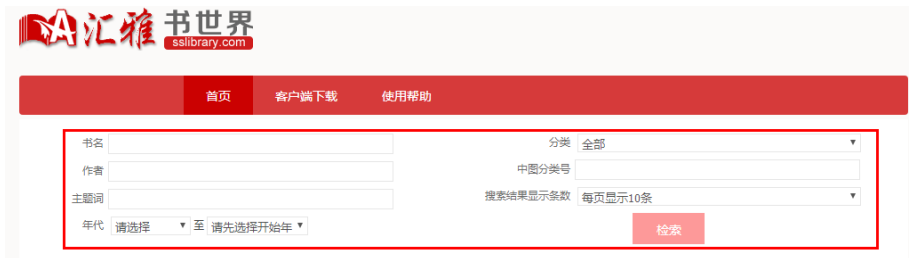 汇雅 书世界
sslibrary.com
首页 客户端下载 使用帮助
书名 分类 全部
作者 中图分类号
主题词 搜索结果显示条数 每页显示10条
年代 请选择 至 请先选择开始年 检索